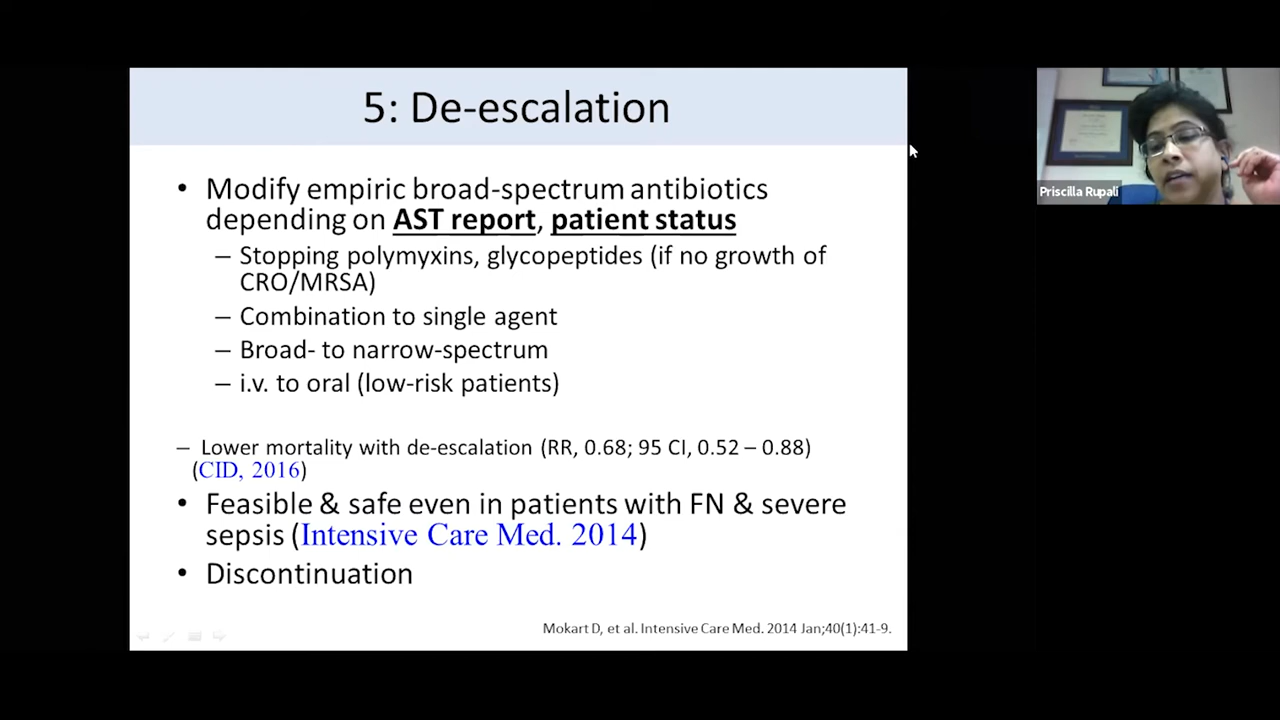 5: De-escalation
• Modify empiric broad-spectrum antibiotics
depending on AST report, patient status
– Stopping polymyxins, glycopeptides (if no growth of
CRO/MRSA)
– Combination to single agent
– Broad- to narrow-spectrum
– i.v. to oral (low-risk patients)
– Lower mortality with de-escalation (RR, 0.68; 95 CI, 0.52 – 0.88)
(CID, 2016)
• Feasible & safe even in patients with FN & severe
sepsis (Intensive Care Med. 2014)
• Discontinuation
Mokart D, et al. Intensive Care Med. 2014 Jan;40(1):41-9.
Priscilla Rupali